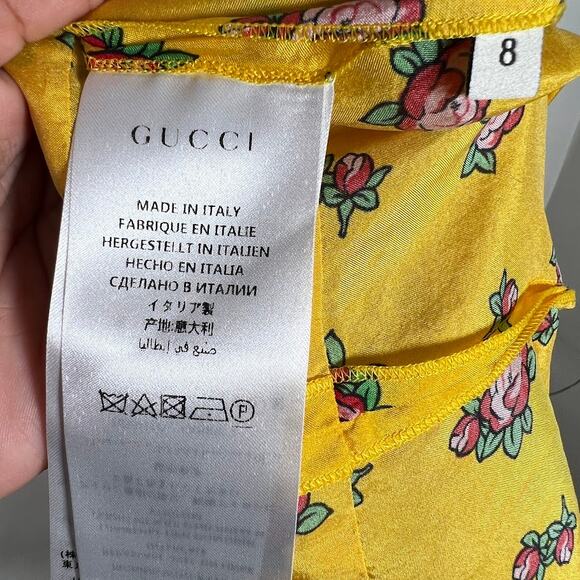 8
GUCCI
MADE IN ITALY
FABRIQUE EN ITALIE
HERGESTELLT IN ITALIEN
HECHO EN ITALIA
СДЕЛАНО В ИТАЛИИ
イタリア製
产地:意大利
صنع في إيطاليا
P